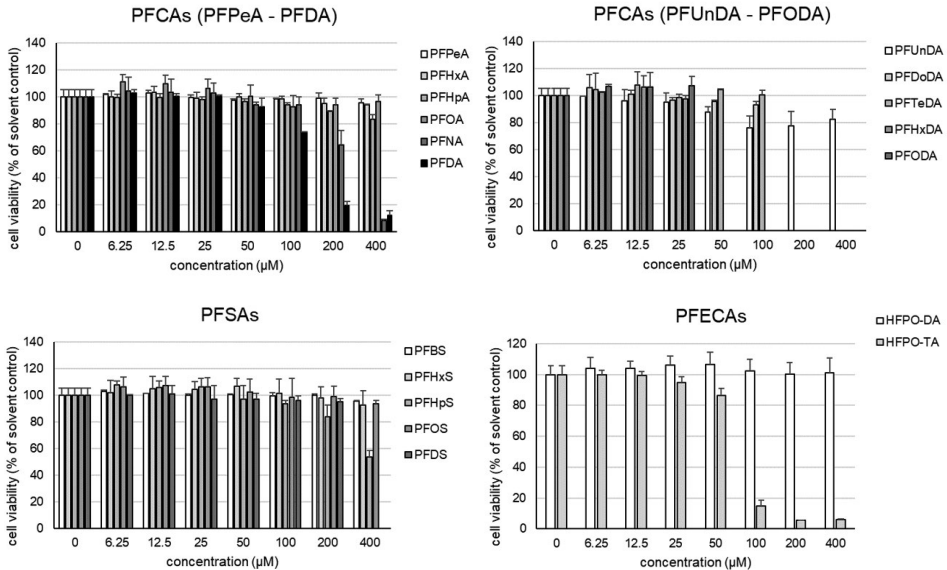 PFCAs (PFPeA - PFDA)
cell viability (% of solvent control)
140
120
100
80
60
40
20
0
0 6.25 12.5 25 50 100 200 400
concentration (µM)
PFPeA
PFHxA
PFHpA
PFOA
PFNA
PFDA
PFCAs (PFUnDA - PFODA)
cell viability (% of solvent control)
140
120
100
80
60
40
20
0
0 6.25 12.5 25 50 100 200 400
concentration (µM)
PFUnDA
PFDoDA
PFTeDA
PFHxDA
PFODA
PFSAs
cell viability (% of solvent control)
140
120
100
80
60
40
20
0
0 6.25 12.5 25 50 100 200 400
concentration (µM)
PFBS
PFHxS
PFHpS
PFOS
PFDS
PFECAs
cell viability (% of solvent control)
120
100
80
60
40
20
0
0 6.25 12.5 25 50 100 200 400
concentration (µM)
HFPO-DA
HFPO-TA